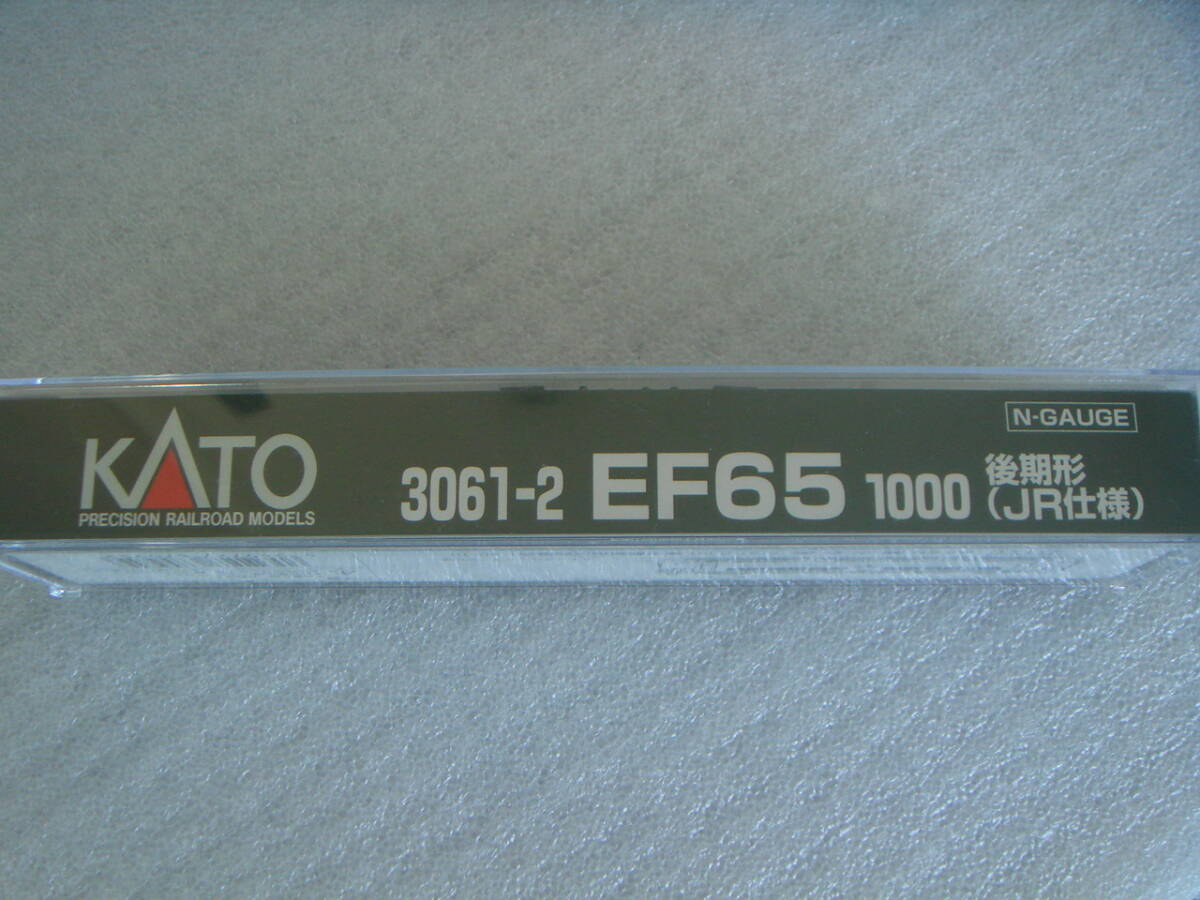 N-GAUGE
KATO
PRECISION RAILROAD MODELS
3061-2 EF65 1000 後期形
(JR仕様)